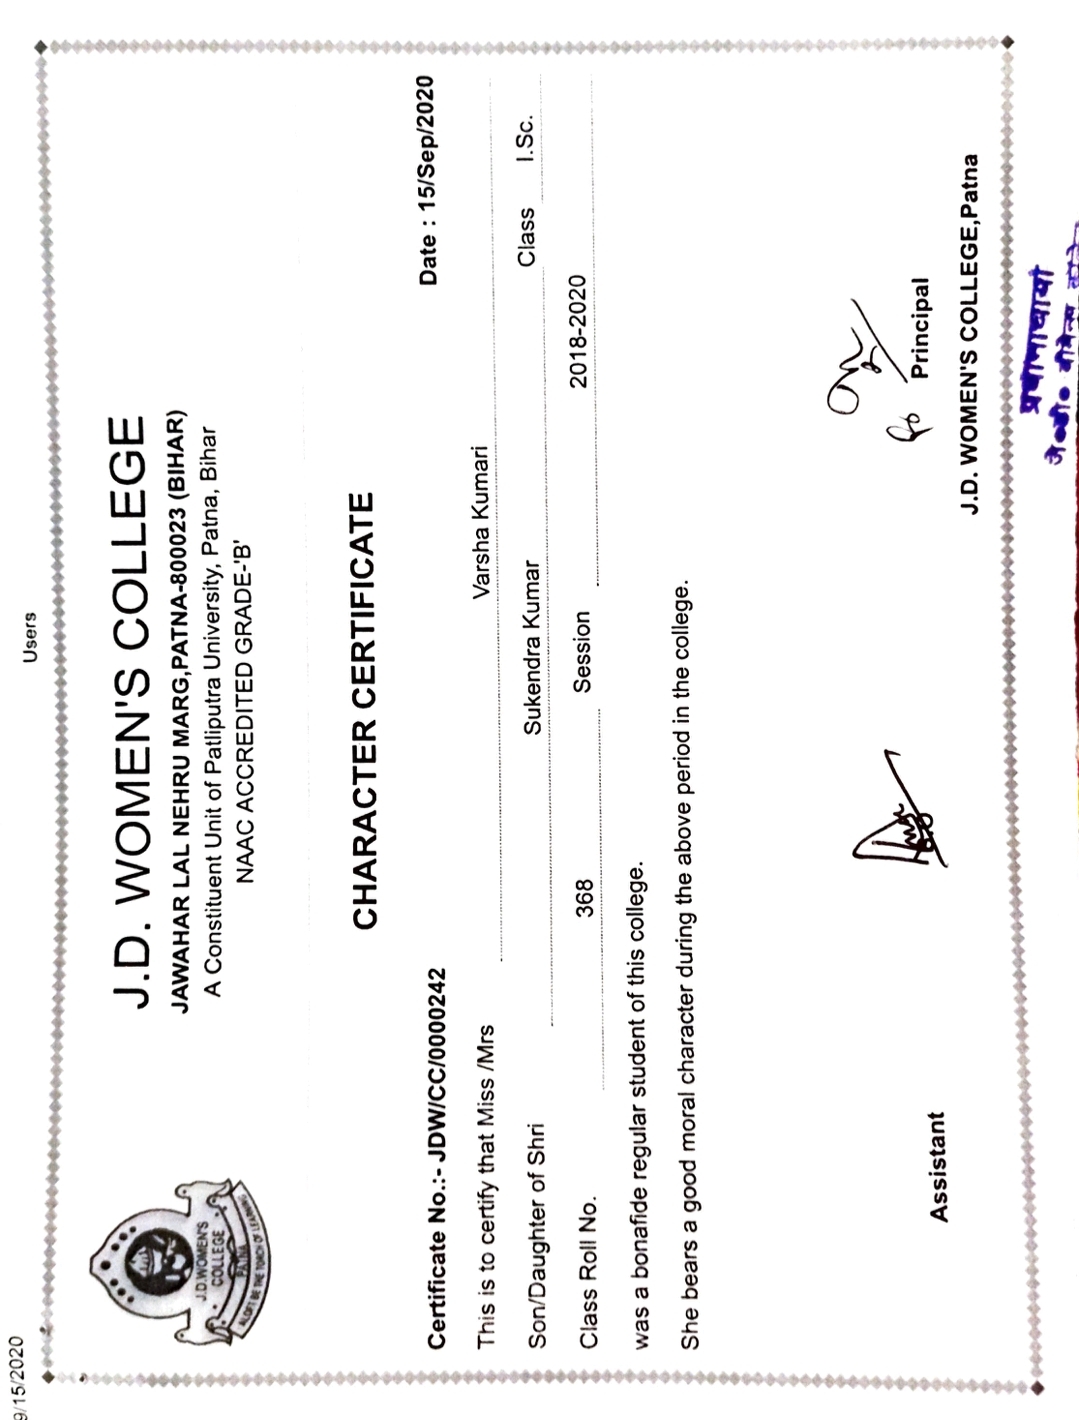 9/15/2020
Users
J.D. WOMEN'S COLLEGE
JAWAHAR LAL NEHRU MARG,PATNA-800023 (BIHAR)
A Constituent Unit of Patliputra University, Patna, Bihar
NAAC ACCREDITED GRADE-'B'
J.D.WOMEN'S
COLLEGE
PATNA
ALOFT BE THE TORCH OF LEARNING
CHARACTER CERTIFICATE
Certificate No.:- JDW/CC/0000242 Date : 15/Sep/2020
This is to certify that Miss /Mrs Varsha Kumari
Son/Daughter of Shri Sukendra Kumar Class I.Sc.
Class Roll No. 368 Session 2018-2020
was a bonafide regular student of this college.
She bears a good moral character during the above period in the college.
Assistant
Principal
J.D. WOMEN'S COLLEGE,Patna
प्रधानाचार्या
जे०डी० वीमेन्स